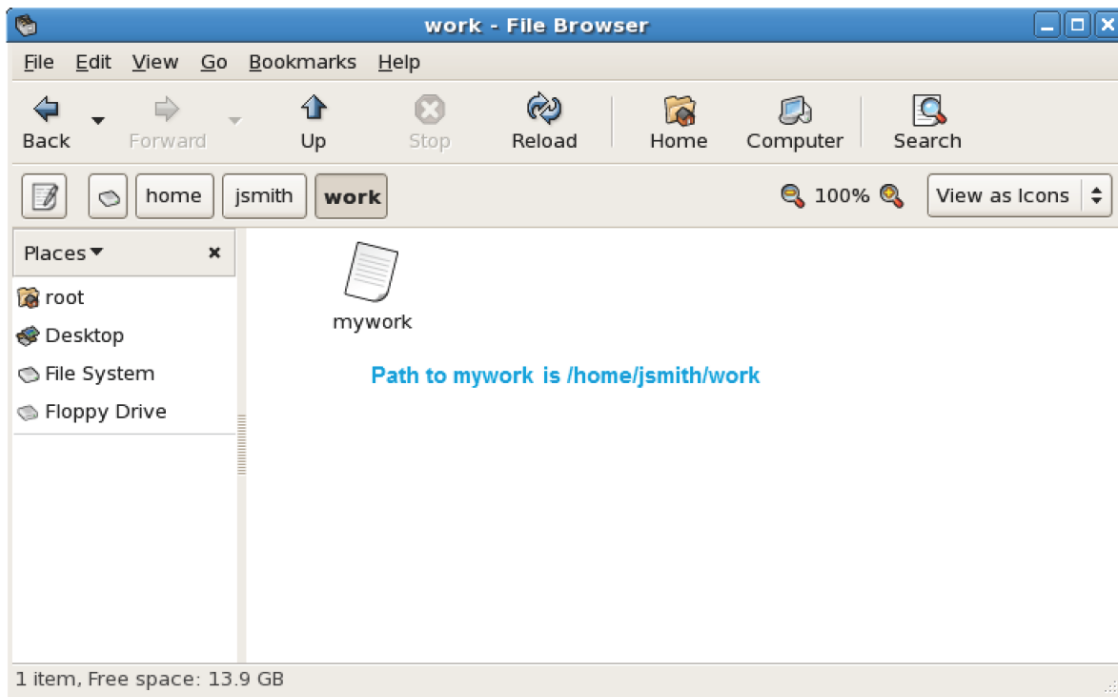 work - File Browser
File Edit View Go Bookmarks Help
Back Forward Up Stop Reload Home Computer Search
home jsmith work 100% View as Icons
Places
root
Desktop
File System
Floppy Drive
mywork
Path to mywork is /home/jsmith/work
1 item, Free space: 13.9 GB